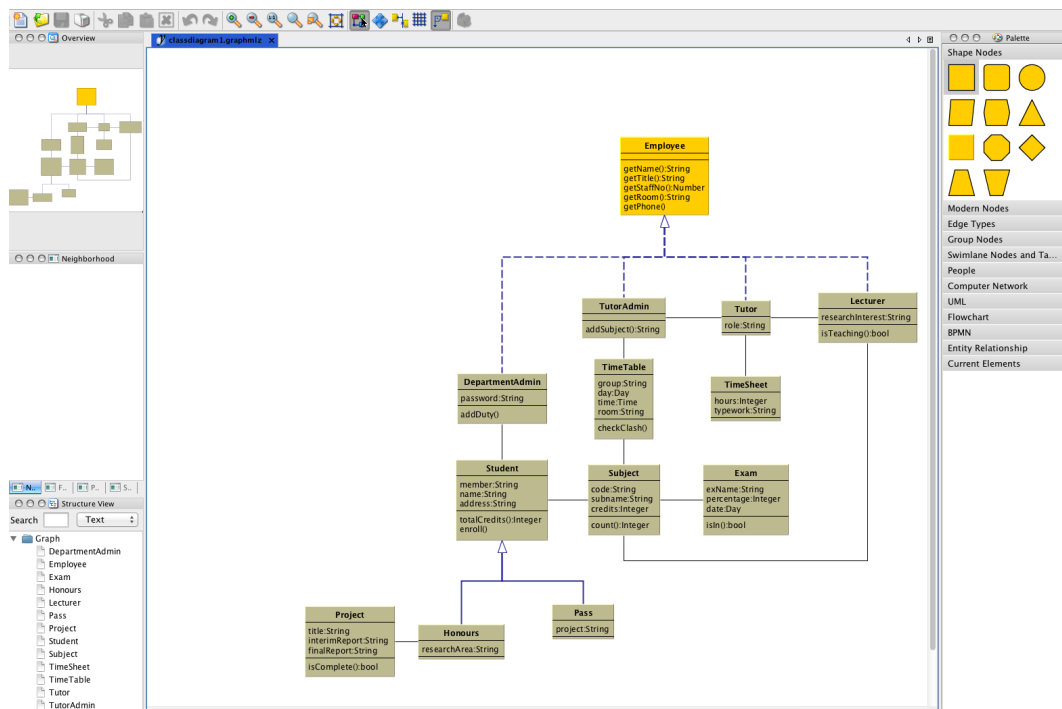 Overview
classdiagram1.graphmlz
Palette
Shape Nodes
Modern Nodes
Edge Types
Group Nodes
Swimlane Nodes and Ta...
People
Computer Network
UML
Flowchart
BPMN
Entity Relationship
Current Elements
Neighborhood
N..
F..
P..
S..
Structure View
Search
Text
Graph
DepartmentAdmin
Employee
Exam
Honours
Lecturer
Pass
Project
Student
Subject
TimeSheet
TimeTable
Tutor
TutorAdmin
Employee
getName():String
getTitle():String
getStaffNo():Number
getRoom():String
getPhone()
TutorAdmin
addSubject():String
Tutor
role:String
Lecturer
researchInterest:String
isTeaching():bool
DepartmentAdmin
password:String
addDuty()
TimeTable
group:String
day:Day
time:Time
room:String
checkClash()
TimeSheet
hours:Integer
typework:String
Student
member:String
name:String
address:String
totalCredits():Integer
enroll()
Subject
code:String
subname:String
credits:Integer
count():Integer
Exam
exName:String
percentage:Integer
date:Day
isIn():bool
Project
title:String
interimReport:String
finalReport:String
isComplete():bool
Honours
researchArea:String
Pass
project:String